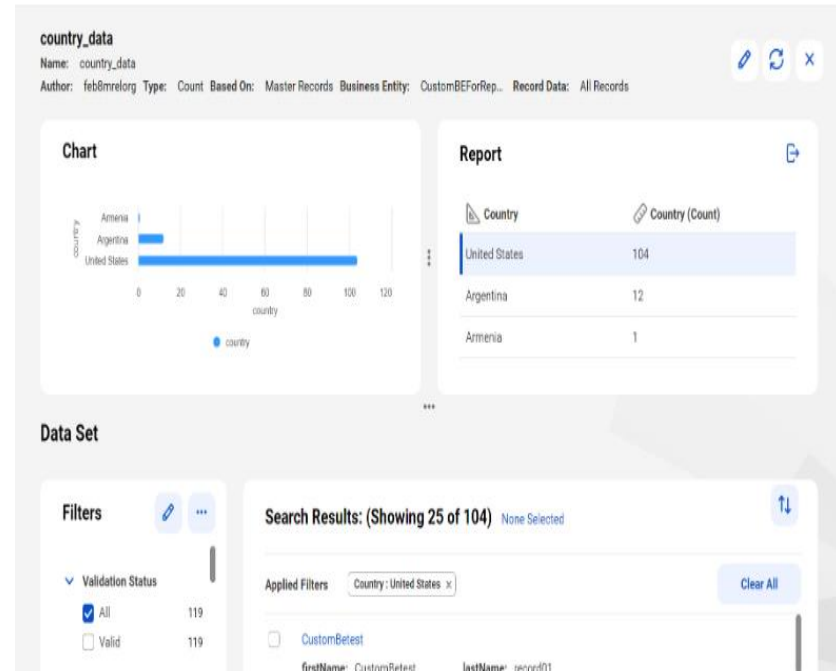 country_data
Name: country_data
Author: feb8mrelorg Type: Count Based On: Master Records Business Entity: CustomBEForRep... Record Data: All Records
Chart
country
Armenia
Argentina
United States
0 20 40 60 80 100 120
country
country
Report
Country Country (Count)
United States 104
Argentina 12
Armenia 1
Data Set
Filters
Validation Status
All 119
Valid 119
Search Results: (Showing 25 of 104) None Selected
Applied Filters Country : United States × Clear All
CustomBetest
firstName: CustomBetest lastName: record01